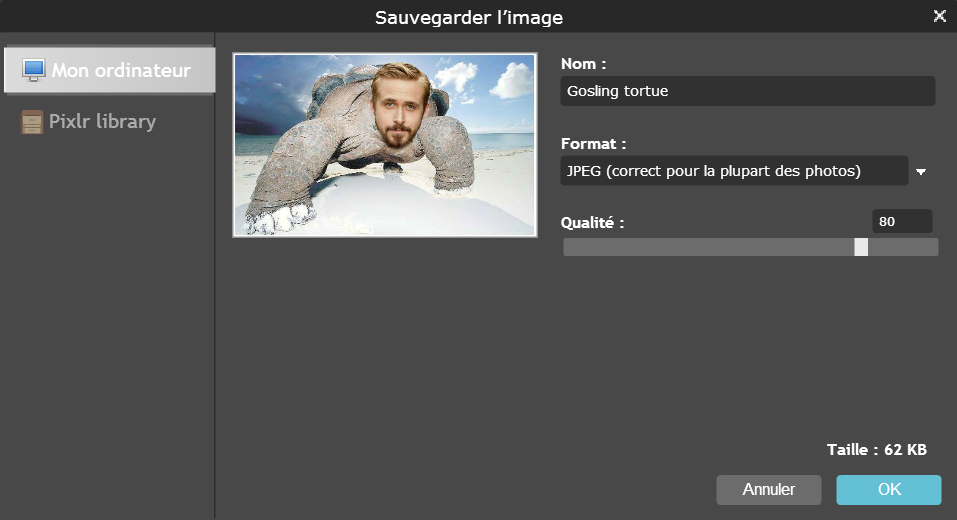 Sauvegarder l’image
Mon ordinateur
Pixlr library
Nom :
Gosling tortue
Format :
JPEG (correct pour la plupart des photos)
Qualité :
80
Taille : 62 KB
Annuler
OK